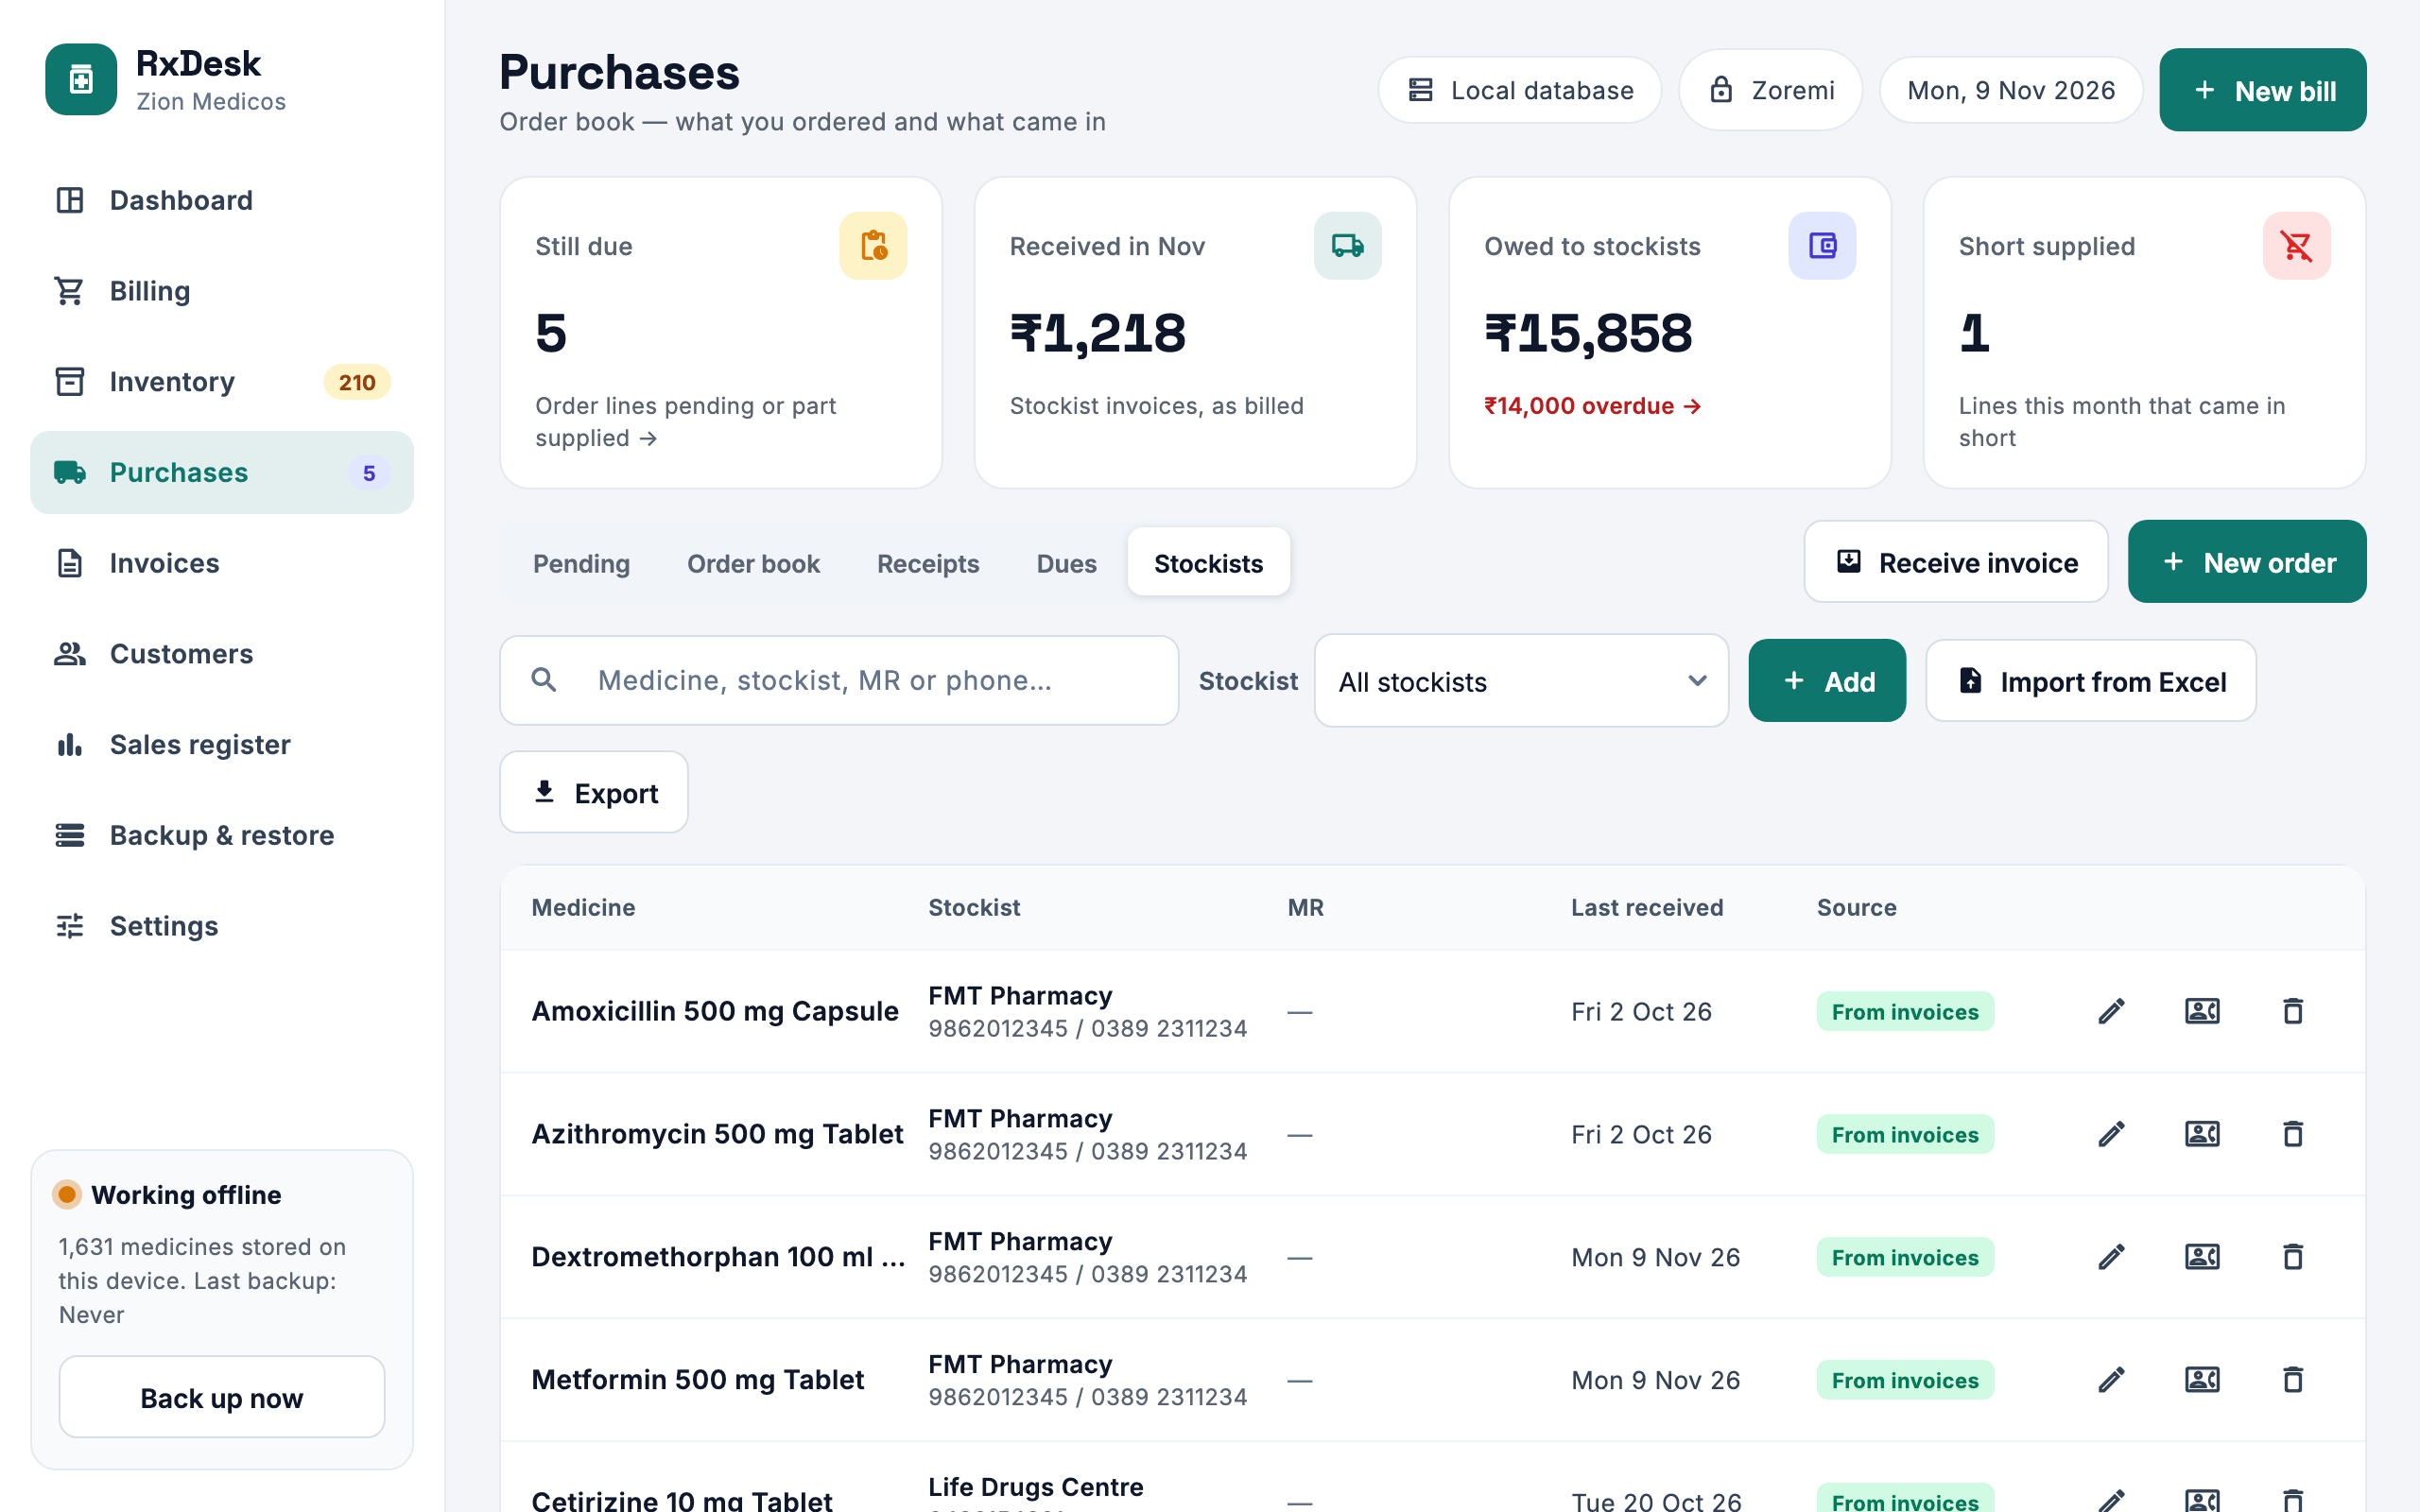 RxDesk
Zion Medicos
Dashboard
Billing
Inventory 210
Purchases 5
Invoices
Customers
Sales register
Backup & restore
Settings
Working offline
1,631 medicines stored on
this device. Last backup:
Never
Back up now
Purchases
Order book — what you ordered and what came in
Local database
Zoremi
Mon, 9 Nov 2026
+ New bill
Still due
5
Order lines pending or part
supplied →
Received in Nov
₹1,218
Stockist invoices, as billed
Owed to stockists
₹15,858
₹14,000 overdue →
Short supplied
1
Lines this month that came in
short
Pending Order book Receipts Dues Stockists
Receive invoice
+ New order
Medicine, stockist, MR or phone...
Stockist
All stockists
+ Add
Import from Excel
Export
Medicine Stockist MR Last received Source
Amoxicillin 500 mg Capsule FMT Pharmacy — Fri 2 Oct 26 From invoices
9862012345 / 0389 2311234
Azithromycin 500 mg Tablet FMT Pharmacy — Fri 2 Oct 26 From invoices
9862012345 / 0389 2311234
Dextromethorphan 100 ml ... FMT Pharmacy — Mon 9 Nov 26 From invoices
9862012345 / 0389 2311234
Metformin 500 mg Tablet FMT Pharmacy — Mon 9 Nov 26 From invoices
9862012345 / 0389 2311234
Cetirizine 10 mg Tablet Life Drugs Centre — Tue 20 Oct 26 From invoices